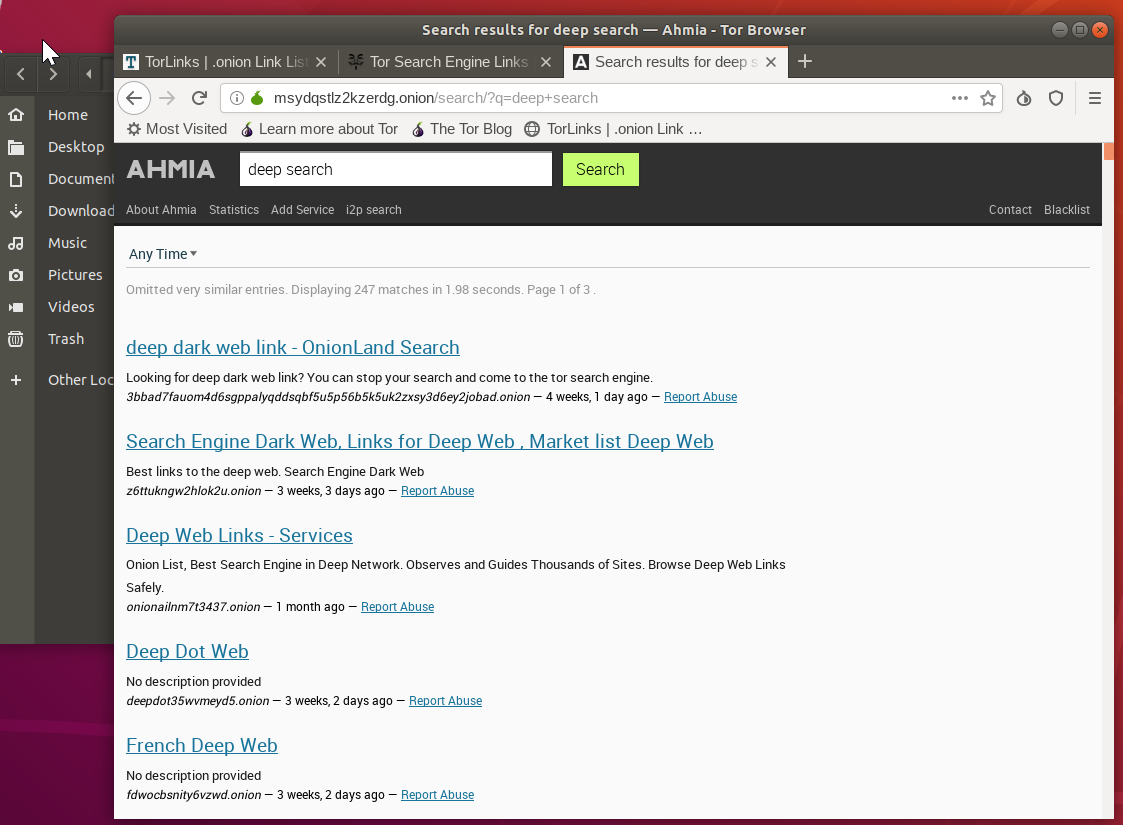 Search results for deep search — Ahmia - Tor Browser
TorLinks | .onion Link Lis
Tor Search Engine Links
Search results for deep s
msydqstlz2kzerdg.onion/search/?q=deep+search
Most Visited
Learn more about Tor
The Tor Blog
TorLinks | .onion Link …
Home
Desktop
Document
Download
Music
Pictures
Videos
Trash
Other Loc
AHMIA
deep search
Search
About Ahmia
Statistics
Add Service
i2p search
Contact
Blacklist
Any Time
Omitted very similar entries. Displaying 247 matches in 1.98 seconds. Page 1 of 3 .
deep dark web link - OnionLand Search
Looking for deep dark web link? You can stop your search and come to the tor search engine.
3bbad7fauom4d6sgppalyqddsqbf5u5p56b5k5uk2zxsy3d6ey2jobad.onion — 4 weeks, 1 day ago — Report Abuse
Search Engine Dark Web, Links for Deep Web , Market list Deep Web
Best links to the deep web. Search Engine Dark Web
z6ttukngw2hlok2u.onion — 3 weeks, 3 days ago — Report Abuse
Deep Web Links - Services
Onion List, Best Search Engine in Deep Network. Observes and Guides Thousands of Sites. Browse Deep Web Links
Safely.
onionailnm7t3437.onion — 1 month ago — Report Abuse
Deep Dot Web
No description provided
deepdot35wvmeyd5.onion — 3 weeks, 2 days ago — Report Abuse
French Deep Web
No description provided
fdwocbsnity6vzwd.onion — 3 weeks, 2 days ago — Report Abuse